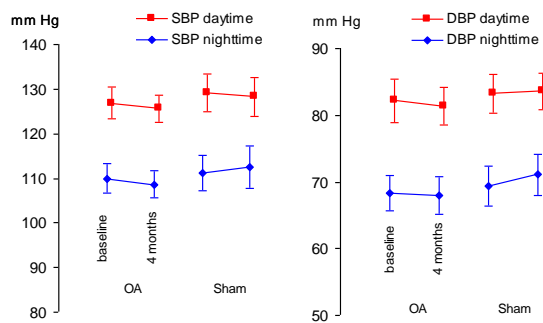 mm Hg
SBP daytime
SBP nighttime
140
130
120
110
100
90
80
baseline
4 months
OA
Sham
mm Hg
DBP daytime
DBP nighttime
90
80
70
60
50
baseline
4 months
OA
Sham